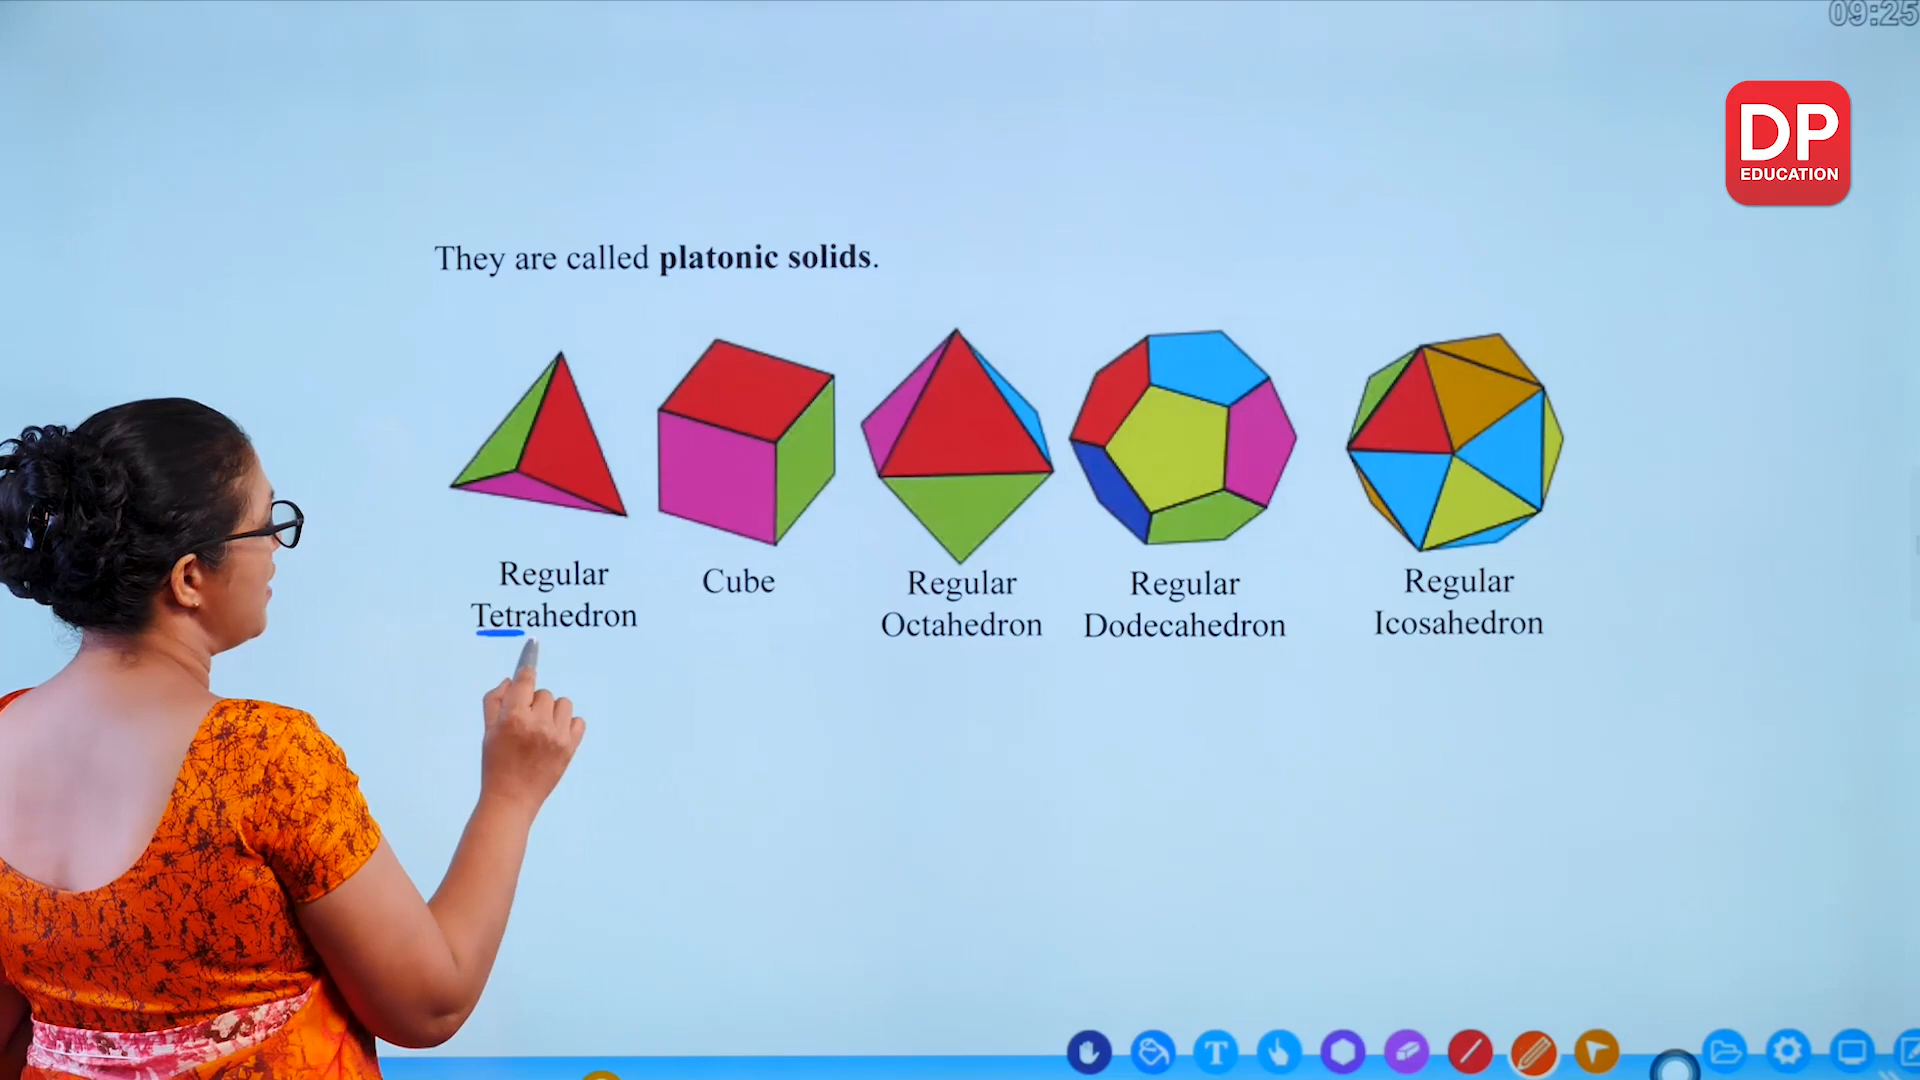 09:25
DP
EDUCATION
They are called platonic solids.
Regular
Tetrahedron
Cube
Regular
Octahedron
Regular
Dodecahedron
Regular
Icosahedron
T